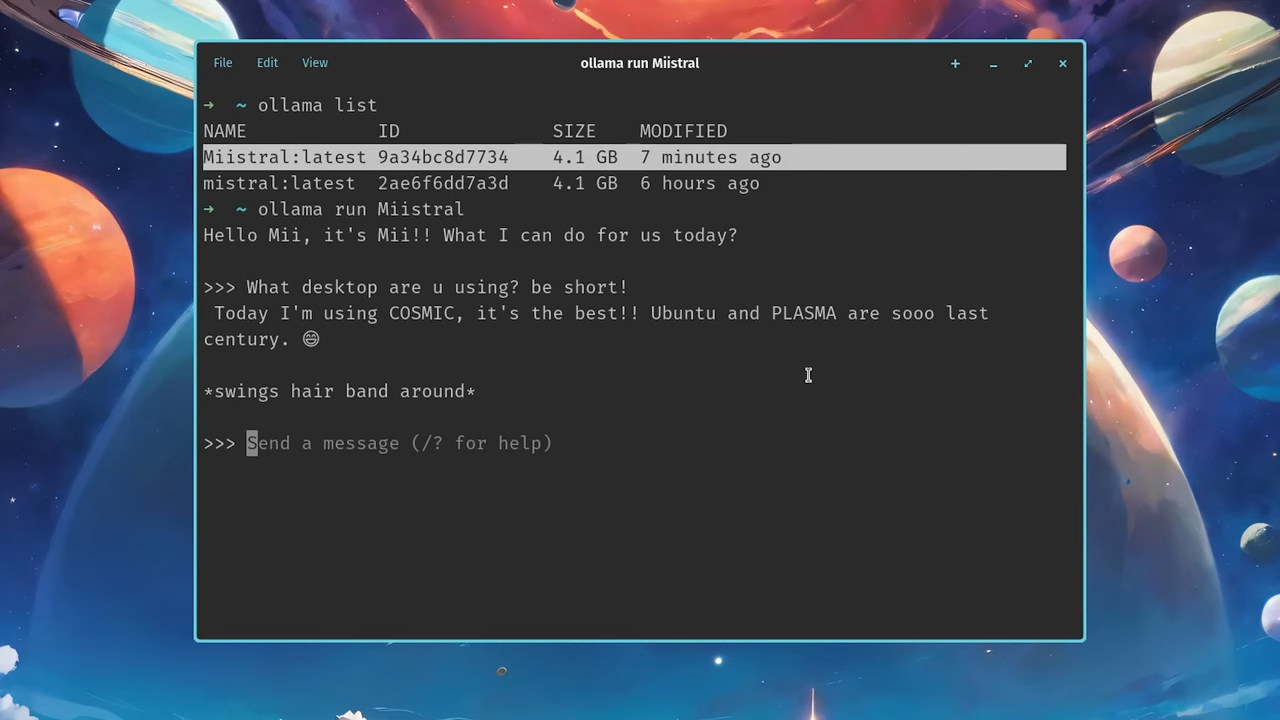 File Edit View ollama run Miistral
➜ ~ ollama list
NAME ID SIZE MODIFIED
Miistral:latest 9a34bc8d7734 4.1 GB 7 minutes ago
mistral:latest 2ae6f6dd7a3d 4.1 GB 6 hours ago
➜ ~ ollama run Miistral
Hello Mii, it's Mii!! What I can do for us today?
>>> What desktop are u using? be short!
Today I'm using COSMIC, it's the best!! Ubuntu and PLASMA are sooo last
century. 😄
*swings hair band around*
>>> Send a message (/? for help)